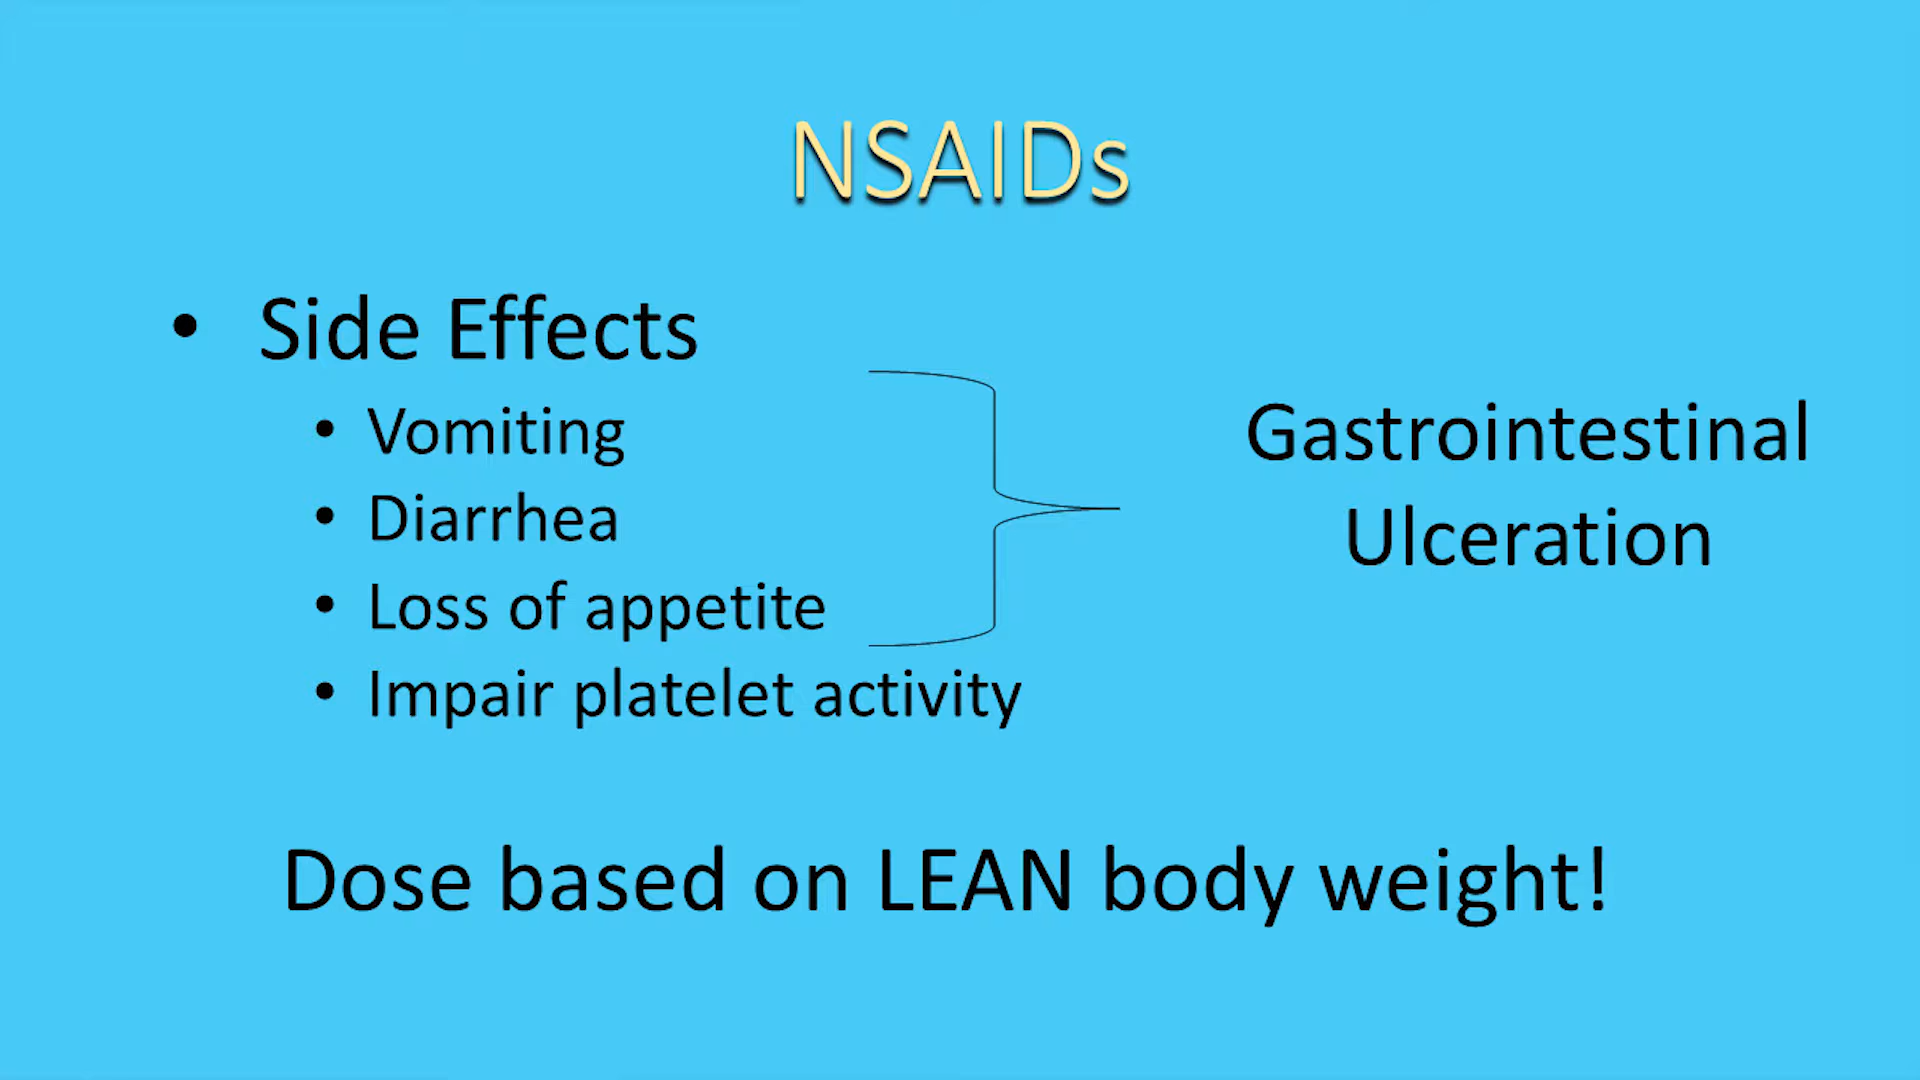 NSAIDs
• Side Effects
• Vomiting
• Diarrhea
• Loss of appetite
• Impair platelet activity
Gastrointestinal
Ulceration
Dose based on LEAN body weight!